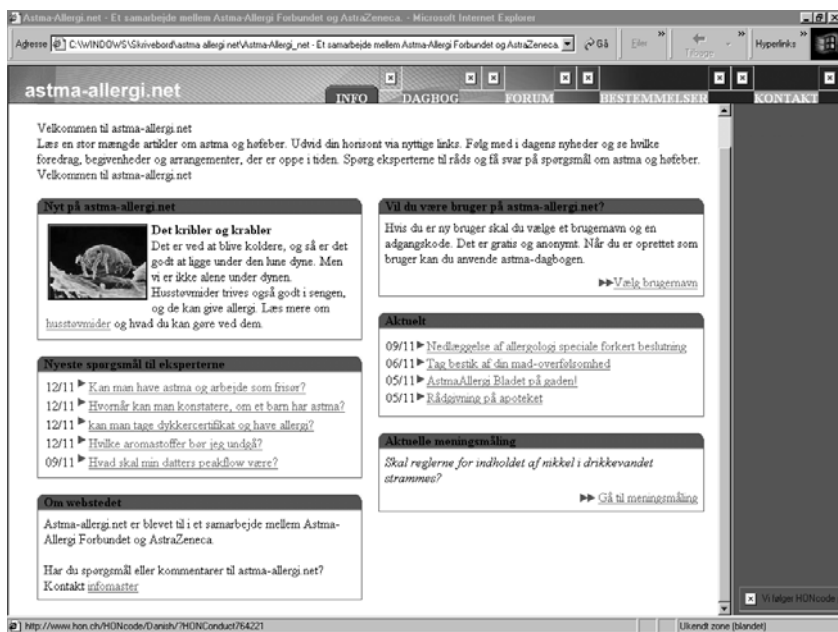 Astma-Allergi.net - Et samarbejde mellem Astma-Allergi Forbundet og AstraZeneca. - Microsoft Internet Explorer
Adresse C:\WINDOWS\Skrivebord\astma allergi net\Astma-Allergi_net - Et samarbejde mellem Astma-Allergi Forbundet og AstraZeneca. Gå Eller » Tilbage » Hyperlinks »
astma-allergi.net INFO DAGBOG FORUM BESTEMMELSER KONTAKT
Velkommen til astma-allergi.net
Læs en stor mængde artikler om astma og høfeber. Udvid din horisont via nyttige links. Følg med i dagens nyheder og se hvilke
foredrag, begivenheder og arrangementer, der er oppe i tiden. Spørg eksperterne til råds og få svar på spørgsmål om astma og høfeber.
Velkommen til astma-allergi.net
Nyt på astma-allergi.net
Det kribler og krabler
Det er ved at blive koldere, og så er det
godt at ligge under den lune dyne. Men
vi er ikke alene under dynen.
Husstøvmider trives også godt i sengen,
og de kan give allergi. Læs mere om
husstøvmider og hvad du kan gøre ved dem.
Nyeste spørgsmål til eksperterne
12/11 Kan man have astma og arbejde som frisør?
12/11 Hvornår kan man konstatere, om et barn har astma?
12/11 kan man tage dykkercertifikat og have allergi?
12/11 Hvilke aromastoffer bør jeg undgå?
09/11 Hvad skal min datters peakflow være?
Om webstedet
Astma-allergi.net er blevet til i et samarbejde mellem Astma-
Allergi Forbundet og AstraZeneca.
Har du spørgsmål eller kommentarer til astma-allergi.net?
Kontakt infomaster
Vil du være bruger på astma-allergi.net?
Hvis du er ny bruger skal du vælge et brugernavn og en
adgangskode. Det er gratis og anonymt. Når du er oprettet som
bruger kan du anvende astma-dagbogen.
Vælg brugernavn
Aktuelt
09/11 Nedlæggelse af allergologi speciale forkert beslutning
06/11 Tag bestik af din mad-overfølsomhed
05/11 AstmaAllergi Bladet på gaden!
05/11 Rådgivning på apoteket
Aktuelle meningsmåling
Skal reglerne for indholdet af nikkel i drikkevandet
strammes?
Gå til meningsmåling
Vi følger HONcode
http://www.hon.ch/HONcode/Danish/?HONConduct764221 Ukendt zone (blandet)